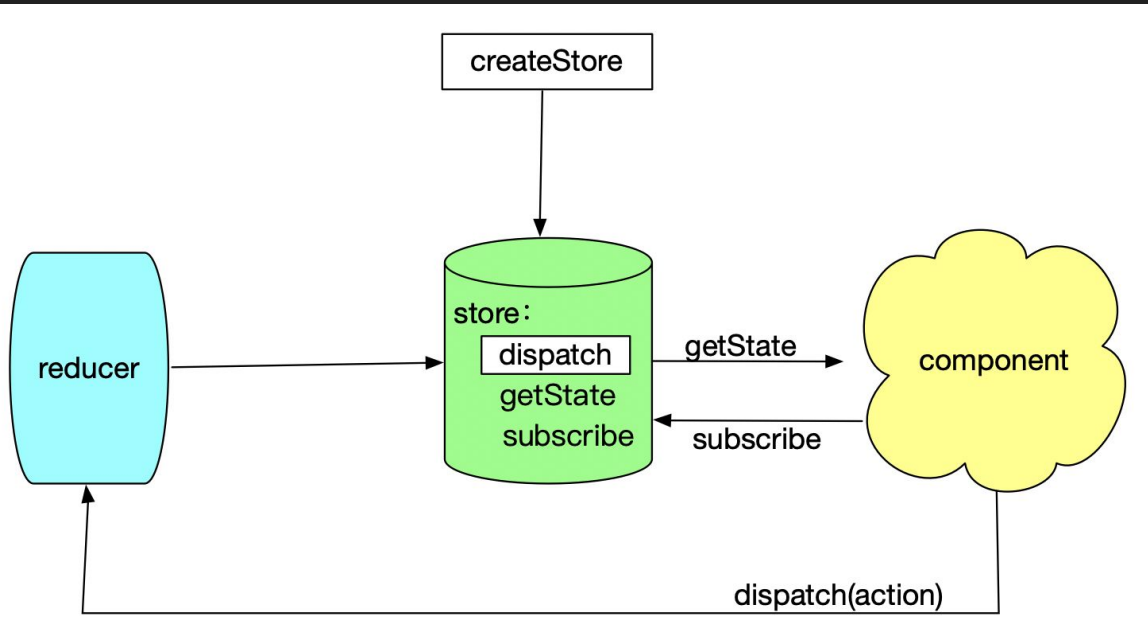 createStore
store：
dispatch
getState
subscribe
reducer
getState
subscribe
component
dispatch(action)